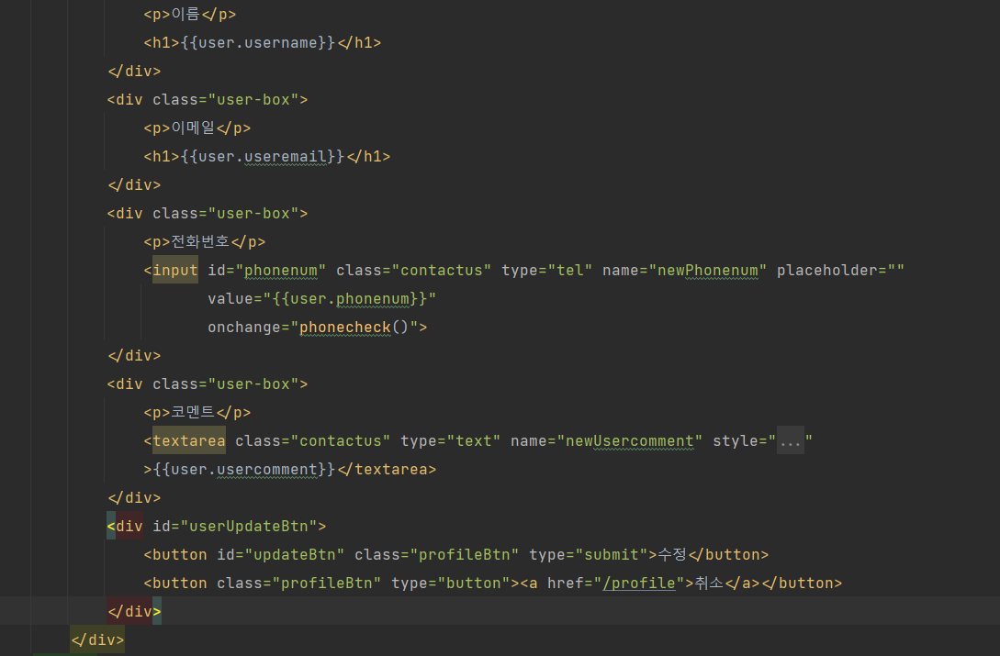 <p>이름</p>
<h1>{{user.username}}</h1>
</div>
<div class="user-box">
<p>이메일</p>
<h1>{{user.useremail}}</h1>
</div>
<div class="user-box">
<p>전화번호</p>
<input id="phonenum" class="contactus" type="tel" name="newPhonenum" placeholder=""
value="{{user.phonenum}}"
onchange="phonecheck()">
</div>
<div class="user-box">
<p>코멘트</p>
<textarea class="contactus" type="text" name="newUsercomment" style="..."
>{{user.usercomment}}</textarea>
</div>
<div id="userUpdateBtn">
<button id="updateBtn" class="profileBtn" type="submit">수정</button>
<button class="profileBtn" type="button"><a href="/profile">취소</a></button>
</div>
</div>